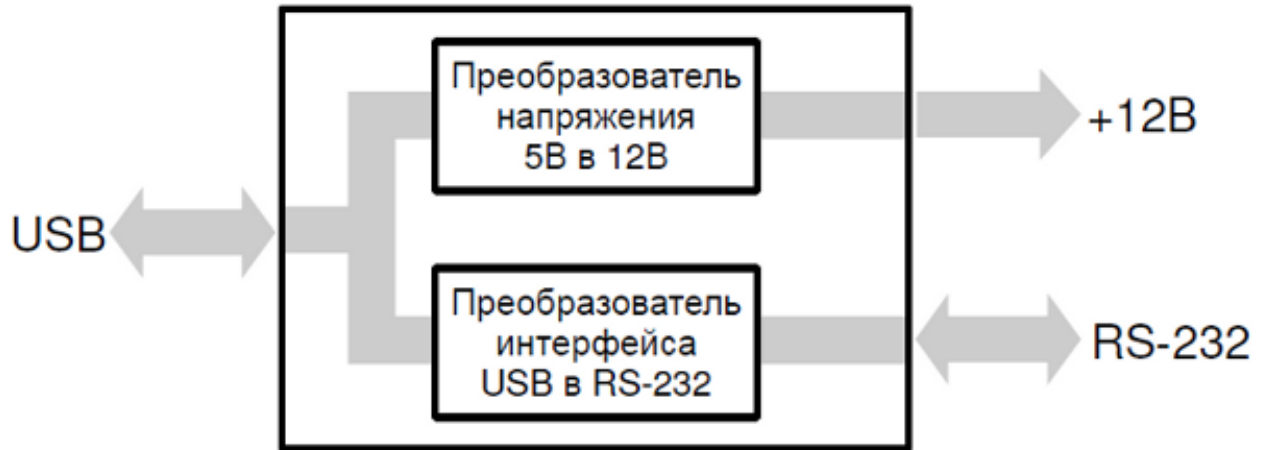 USB
Преобразователь
напряжения
5В в 12В
+12В
Преобразователь
интерфейса
USB в RS-232
RS-232